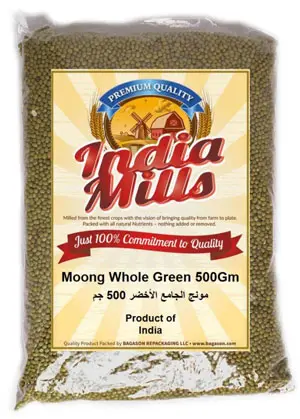 PREMIUM QUALITY
India
Mills
Milled from the finest crops with the vision of bringing quality from farm to plate.
Packed with all natural Nutrients – nothing added or removed.
Just 100% Commitment to Quality
Moong Whole Green 500Gm
مونج الجامع الأخضر 500 جم
Product of
India
Quality Product Packed by BAGASON REPACKAGING LLC • www.bagason.com